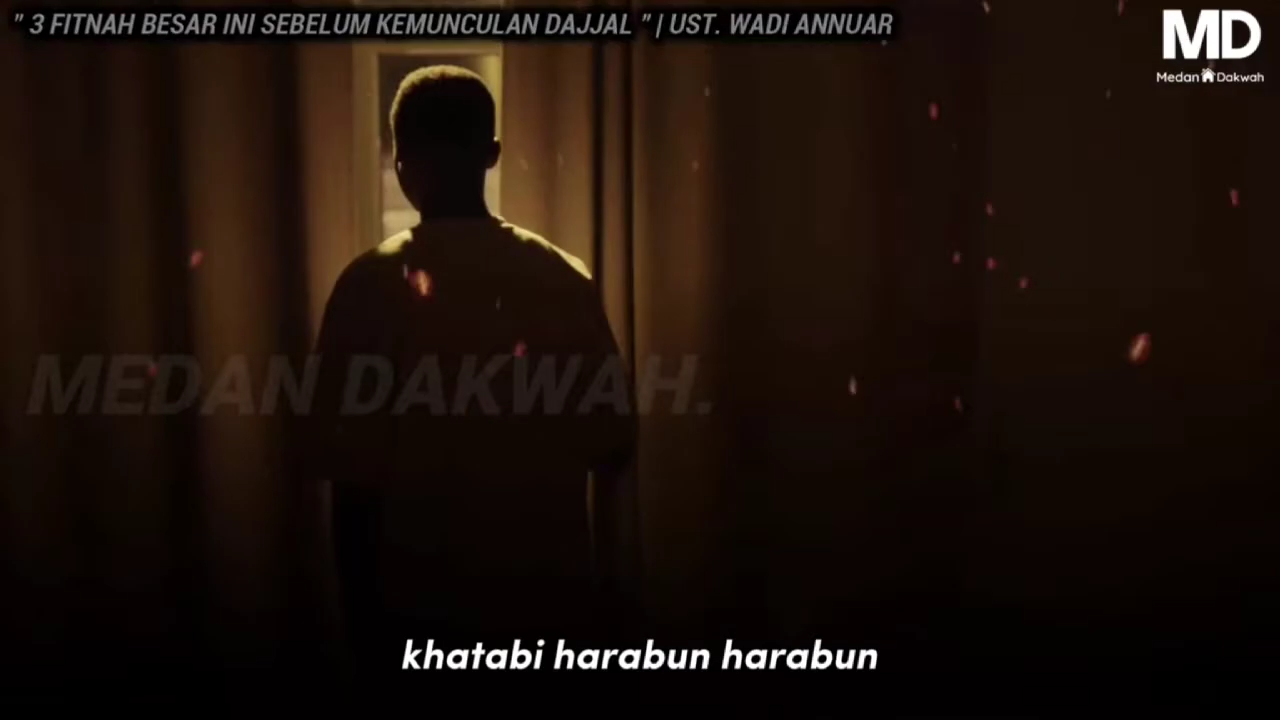 " 3 FITNAH BESAR INI SEBELUM KEMUNCULAN DAJJAL " | UST. WADI ANNUAR
MD
Medan Dakwah
MEDAN DAKWAH.
khatabi harabun harabun